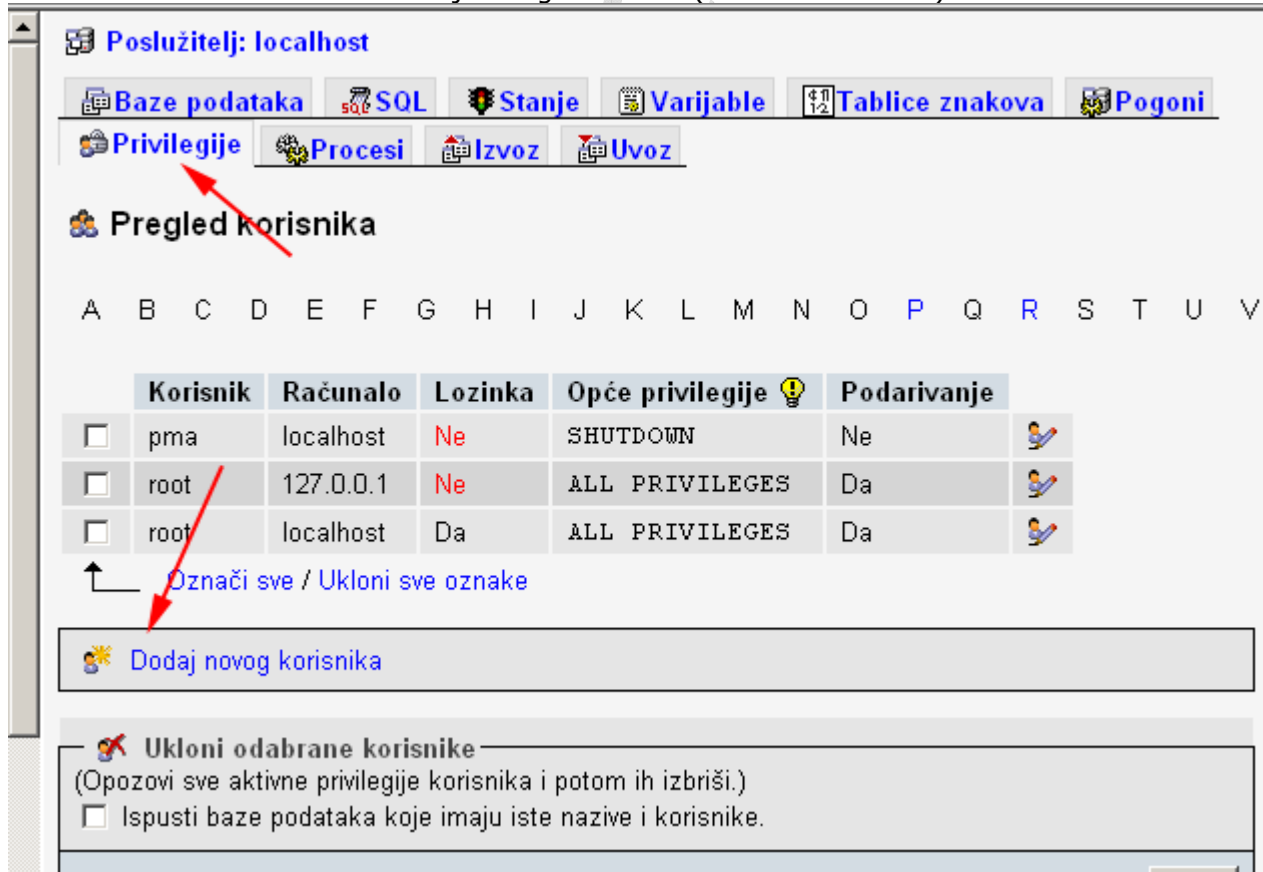 Poslužitelj: localhost
Baze podataka SQL Stanje Varijable Tablice znakova Pogoni
Privilegije Procesi Izvoz Uvoz
Pregled korisnika
A B C D E F G H I J K L M N O P Q R S T U V
Korisnik Računalo Lozinka Opće privilegije Podarivanje
pma localhost Ne SHUTDOWN Ne
root 127.0.0.1 Ne ALL PRIVILEGES Da
root localhost Da ALL PRIVILEGES Da
Označi sve / Ukloni sve oznake
Dodaj novog korisnika
Ukloni odabrane korisnike
(Opozovi sve aktivne privilegije korisnika i potom ih izbriši.)
Ispusti baze podataka koje imaju iste nazive i korisnike.